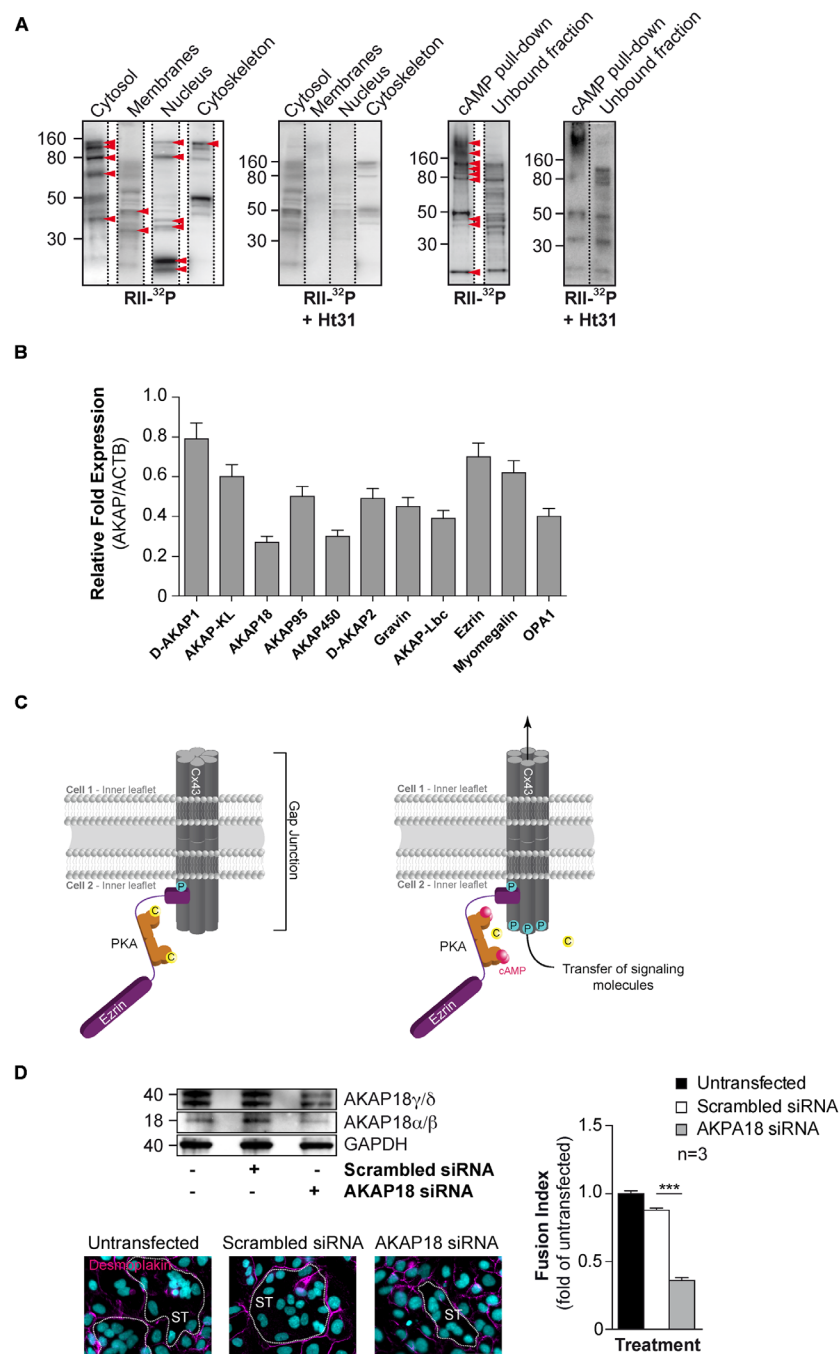 A
Cytosol
Membranes
Nucleus
Cytoskeleton
160
80
50
30
RII-³²P
Cytosol
Membranes
Nucleus
Cytoskeleton
160
80
50
30
RII-³²P
+ Ht31
cAMP pull-down
Unbound fraction
160
80
50
30
RII-³²P
cAMP pull-down
Unbound fraction
160
80
50
30
RII-³²P
+ Ht31
B
Relative Fold Expression
(AKAP/ACTB)
1.0
0.8
0.6
0.4
0.2
0
D-AKAP1
AKAP-KL
AKAP18
AKAP95
AKAP450
D-AKAP2
Gravin
AKAP-Lbc
Ezrin
Myomegalin
OPA1
C
Cx43
Cell 1 - Inner leaflet
Cell 2 - Inner leaflet
Gap Junction
P
C
PKA
C
Ezrin
Cx43
Cell 1 - Inner leaflet
Cell 2 - Inner leaflet
P
C
PKA
P P P
C
cAMP
Transfer of signaling
molecules
Ezrin
D
40
AKAP18γ/δ
18
AKAP18α/β
40
GAPDH
- + - Scrambled siRNA
- - + AKAP18 siRNA
Untransfected
Desmoplakin
ST
Scrambled siRNA
ST
AKAP18 siRNA
ST
Untransfected
Scrambled siRNA
AKPA18 siRNA
n=3
Fusion Index
(fold of untransfected)
1.5
1.0
0.5
0
***
Treatment